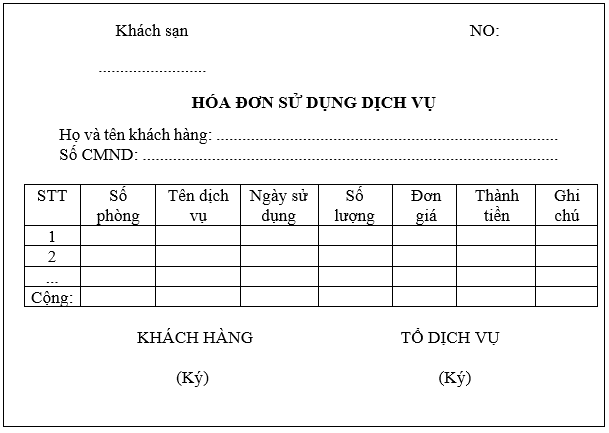 Khách sạn NO:
.........................
HÓA ĐƠN SỬ DỤNG DỊCH VỤ
Họ và tên khách hàng: ..............................................................................
Số CMND: ...............................................................................................
STT Số phòng Tên dịch vụ Ngày sử dụng Số lượng Đơn giá Thành tiền Ghi chú
1
2
...
Cộng:
KHÁCH HÀNG TỔ DỊCH VỤ
(Ký) (Ký)